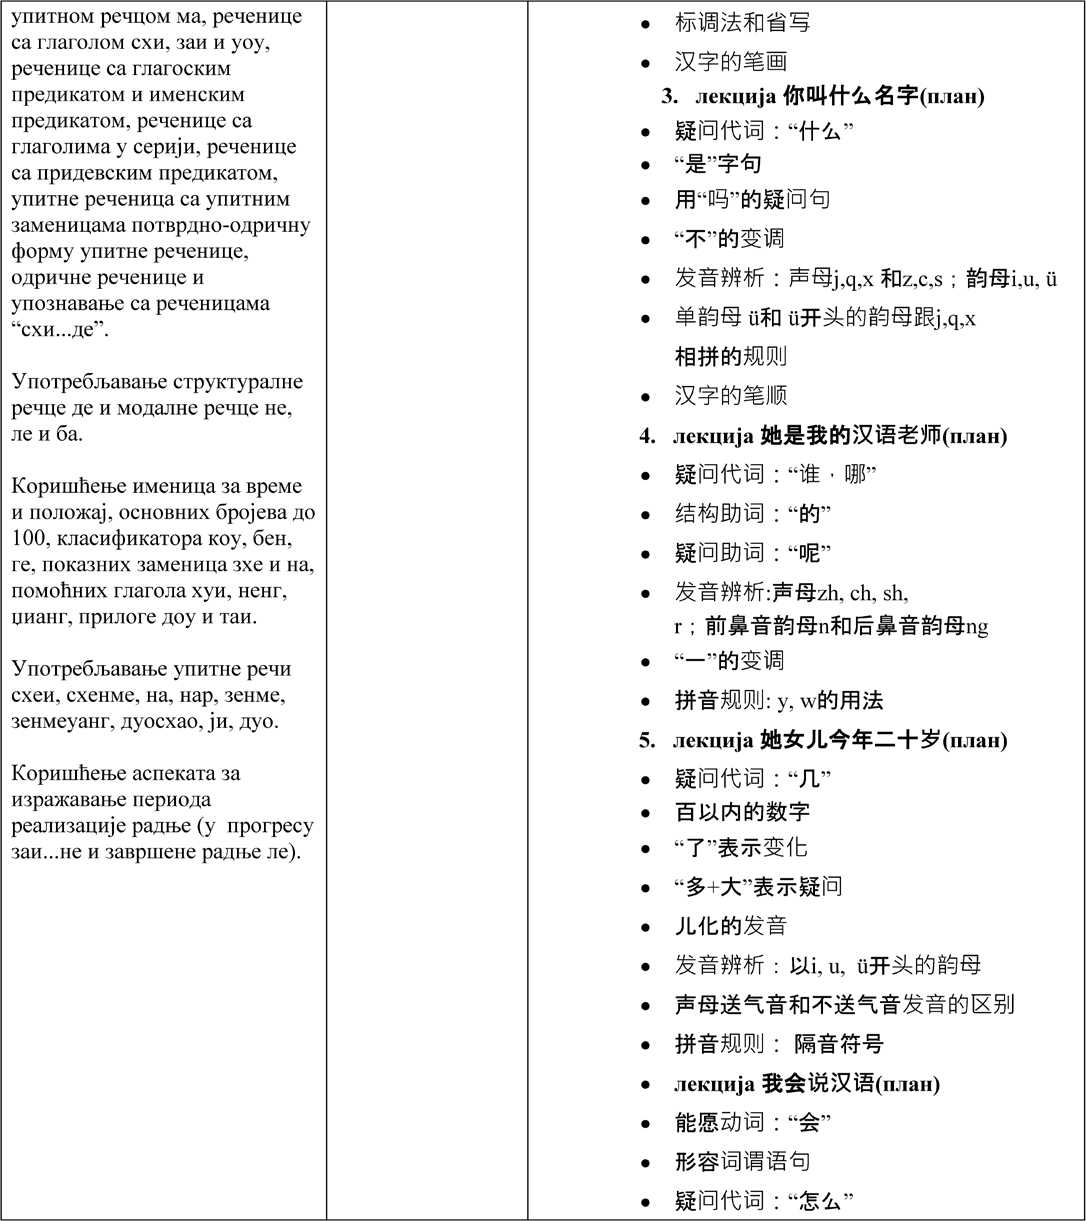 упитном речцом ма, реченице
са глаголом схи, заи и уоу,
реченице са глагоским
предикатом и именским
предикатом, реченице са
глаголима у серији, реченице
са придевским предикатом,
упитне реченица са упитним
заменицама потврдно-одричну
форму упитне реченице,
одричне реченице и
упознавање са реченицама
“схи...де”.
Употребљавање структуралне
речце де и модалне речце не,
ле и ба.
Коришћење именица за време
и положај, основних бројева до
100, класификатора коу, бен,
ге, показних заменица зхе и на,
помоћних глагола хуи, ненг,
џианг, прилоге доу и таи.
Употребљавање упитне речи
схеи, схенме, на, нар, зенме,
зенмеуанг, дуосхао, ји, дуо.
Коришћење аспеката за
изражавање периода
реализације радње (у прогресу
заи...не и завршене радње ле).
• 标调法和省写
• 汉字的笔画
3. лекција 你叫什么名字(план)
• 疑问代词：“什么”
• “是”字句
• 用“吗”的疑问句
• “不”的变调
• 发音辨析：声母j,q,x 和z,c,s；韵母i,u, ü
• 单韵母 ü和 ü开头的韵母跟j,q,x
相拼的规则
• 汉字的笔顺
4. лекција 她是我的汉语老师(план)
• 疑问代词：“谁，哪”
• 结构助词：“的”
• 疑问助词：“呢”
• 发音辨析:声母zh, ch, sh,
r；前鼻音韵母n和后鼻音韵母ng
• “一”的变调
• 拼音规则: y, w的用法
5. лекција 她女儿今年二十岁(план)
• 疑问代词：“几”
• 百以内的数字
• “了”表示变化
• “多+大”表示疑问
• 儿化的发音
• 发音辨析：以i, u, ü开头的韵母
• 声母送气音和不送气音发音的区别
• 拼音规则： 隔音符号
• лекција 我会说汉语(план)
• 能愿动词：“会”
• 形容词谓语句
• 疑问代词：“怎么”